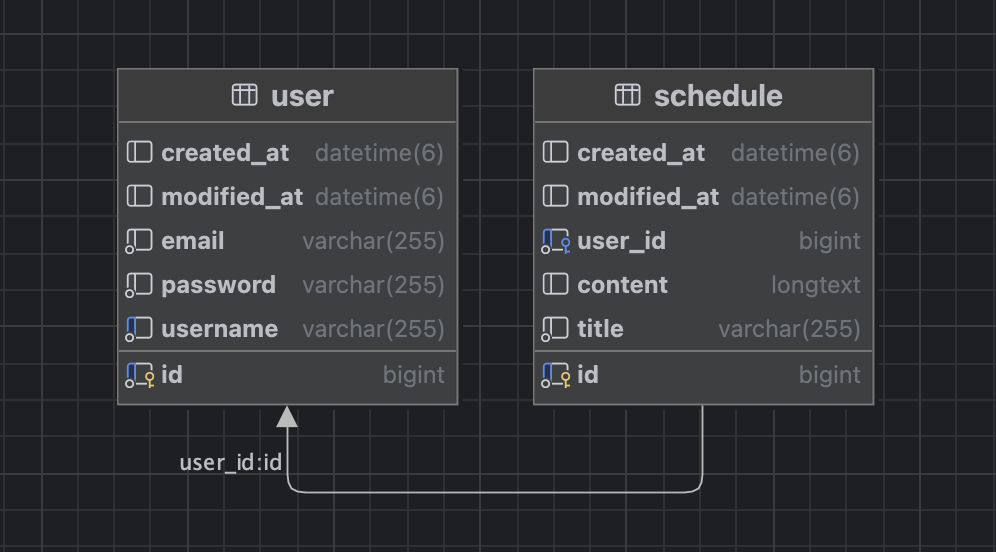 user
created_at datetime(6)
modified_at datetime(6)
email varchar(255)
password varchar(255)
username varchar(255)
id bigint
schedule
created_at datetime(6)
modified_at datetime(6)
user_id bigint
content longtext
title varchar(255)
id bigint
user_id:id